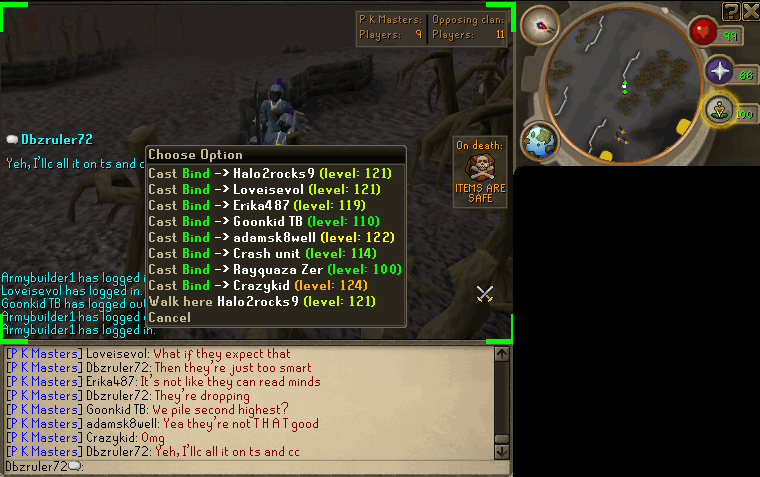 P K Masters: Opposing clan:
Players: 9 Players: 11
99
68
100
Dbzruler72
Yeh, I'llc all it on ts and c
On death:
ITEMS ARE
SAFE
Choose Option
Cast Bind -> Halo2rocks9 (level: 121)
Cast Bind -> Loveisevol (level: 121)
Cast Bind -> Erika487 (level: 119)
Cast Bind -> Goonkid TB (level: 110)
Cast Bind -> adamsk8well (level: 122)
Cast Bind -> Crash unit (level: 114)
Cast Bind -> Rayquaza Zer (level: 100)
Cast Bind -> Crazykid (level: 124)
Walk here Halo2rocks9 (level: 121)
Cancel
Armybuilder1 has logged i
Loveisevol has logged in.
Goonkid TB has logged out
Armybuilder1 has logged
Armybuilder1 has logged in.
[P K Masters] Loveisevol: What if they expect that
[P K Masters] Dbzruler72: Then they're just too smart
[P K Masters] Erika487: It's not like they can read minds
[P K Masters] Dbzruler72: They're dropping
[P K Masters] Goonkid TB: We pile second highest?
[P K Masters] adamsk8well: Yea they're not T H A T good
[P K Masters] Crazykid: Omg
[P K Masters] Dbzruler72: Yeh, I'llc all it on ts and cc
Dbzruler72: